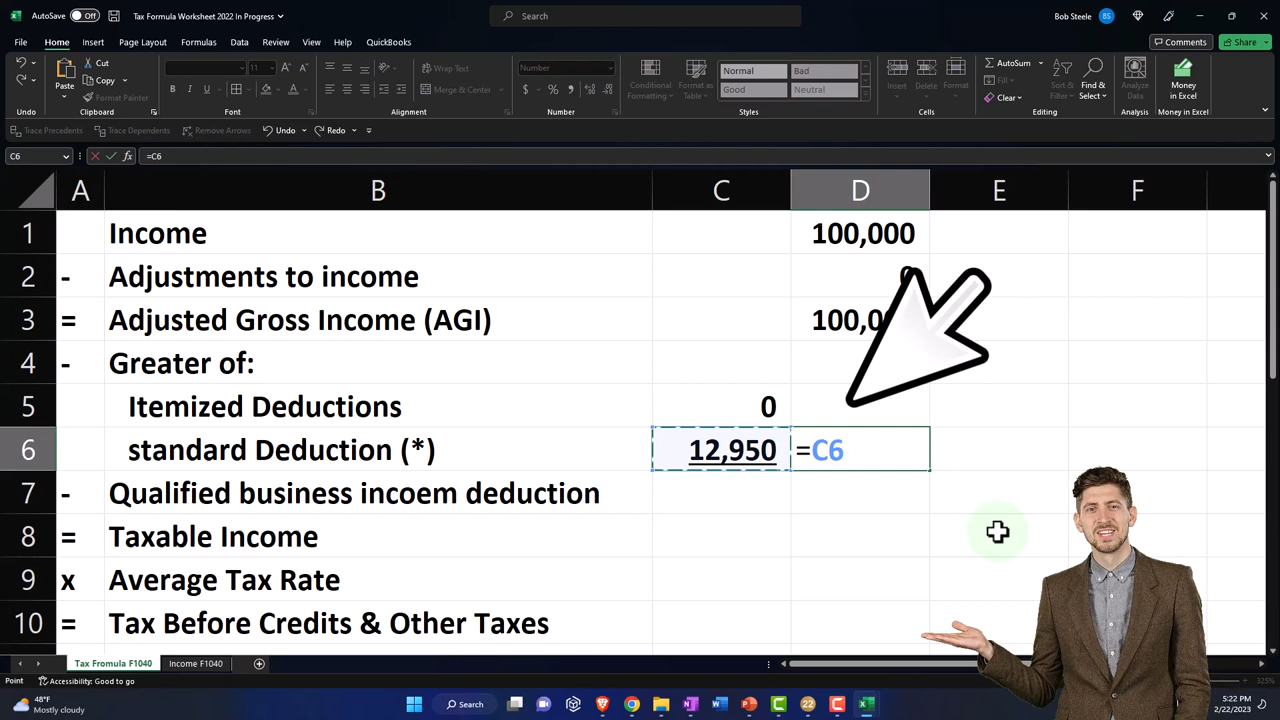 AutoSave Off Tax Formula Worksheet 2022 In Progress Search Bob Steele BS
File Home Insert Page Layout Formulas Data Review View Help QuickBooks Comments Share
Paste Cut Copy Format Painter 11 Wrap Text Merge & Center Number Conditional Formatting Format as Table Normal Bad Good Neutral Insert Delete Format AutoSum Clear Sort & Filter Find & Select Analyze Data Money in Excel
Undo Clipboard Font Alignment Number Styles Cells Editing Analysis Money in Excel
Trace Precedents Trace Dependents Remove Arrows Undo Redo
C6 fx =C6
A B C D E F
1 Income 100,000
2 - Adjustments to income
3 = Adjusted Gross Income (AGI)
4 - Greater of:
5 Itemized Deductions 0
6 standard Deduction (*) 12,950 =C6
7 - Qualified business incoem deduction
8 = Taxable Income
9 x Average Tax Rate
10 = Tax Before Credits & Other Taxes
Tax Fromula F1040 Income F1040
Point Accessibility: Good to go 325%
48°F
Mostly cloudy
Search
22
5:22 PM
2/22/2023